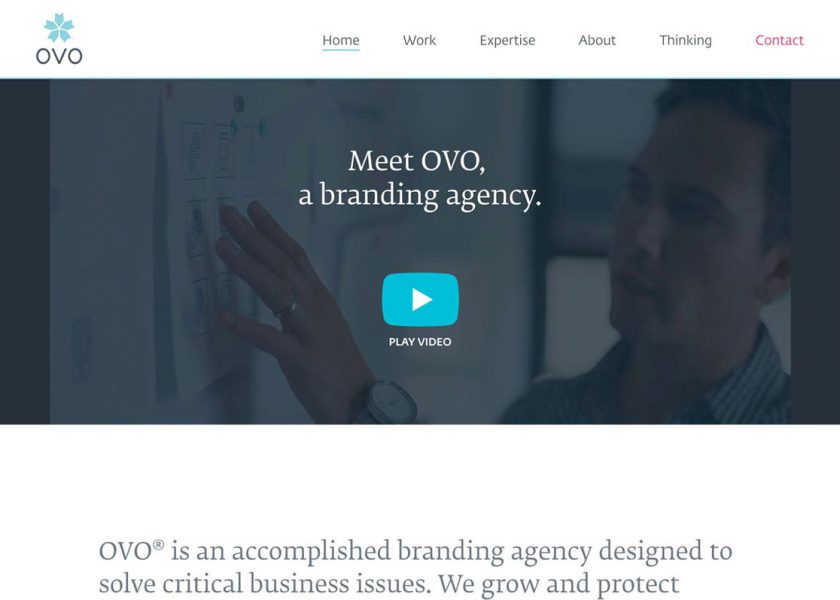 OVO
Home Work Expertise About Thinking Contact
Meet OVO,
a branding agency.
PLAY VIDEO
OVO® is an accomplished branding agency designed to
solve critical business issues. We grow and protect